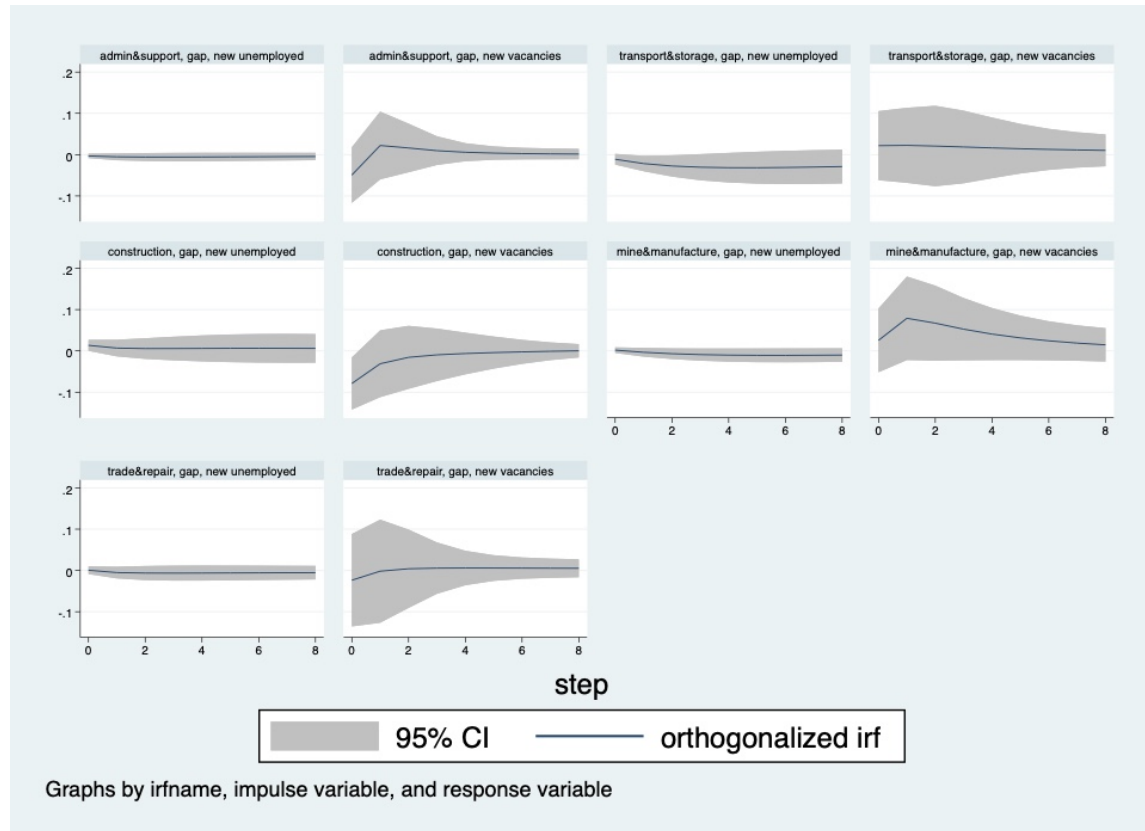 admin&support, gap, new unemployed
admin&support, gap, new vacancies
transport&storage, gap, new unemployed
transport&storage, gap, new vacancies
.2
.1
0
-.1
construction, gap, new unemployed
construction, gap, new vacancies
mine&manufacture, gap, new unemployed
mine&manufacture, gap, new vacancies
.2
.1
0
-.1
0 2 4 6 8
0 2 4 6 8
trade&repair, gap, new unemployed
trade&repair, gap, new vacancies
.2
.1
0
-.1
0 2 4 6 8
0 2 4 6 8
step
95% CI
orthogonalized irf
Graphs by irfname, impulse variable, and response variable